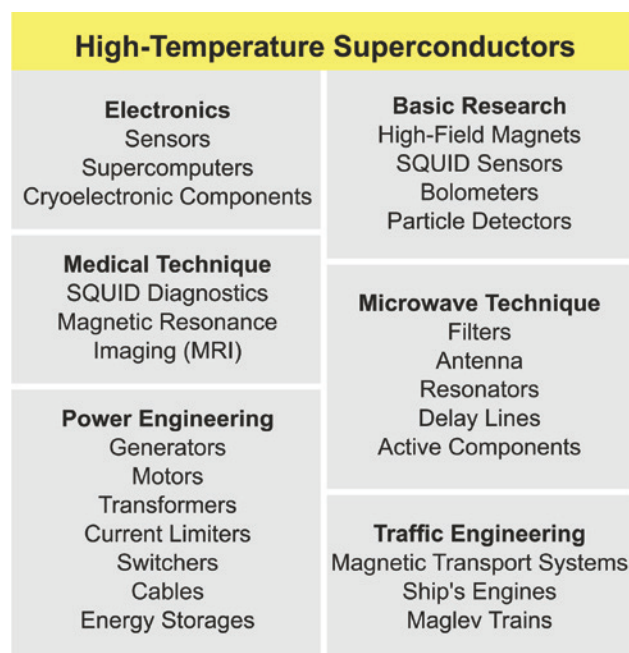 High-Temperature Superconductors
Electronics
Sensors
Supercomputers
Cryoelectronic Components
Medical Technique
SQUID Diagnostics
Magnetic Resonance
Imaging (MRI)
Power Engineering
Generators
Motors
Transformers
Current Limiters
Switchers
Cables
Energy Storages
Basic Research
High-Field Magnets
SQUID Sensors
Bolometers
Particle Detectors
Microwave Technique
Filters
Antenna
Resonators
Delay Lines
Active Components
Traffic Engineering
Magnetic Transport Systems
Ship's Engines
Maglev Trains